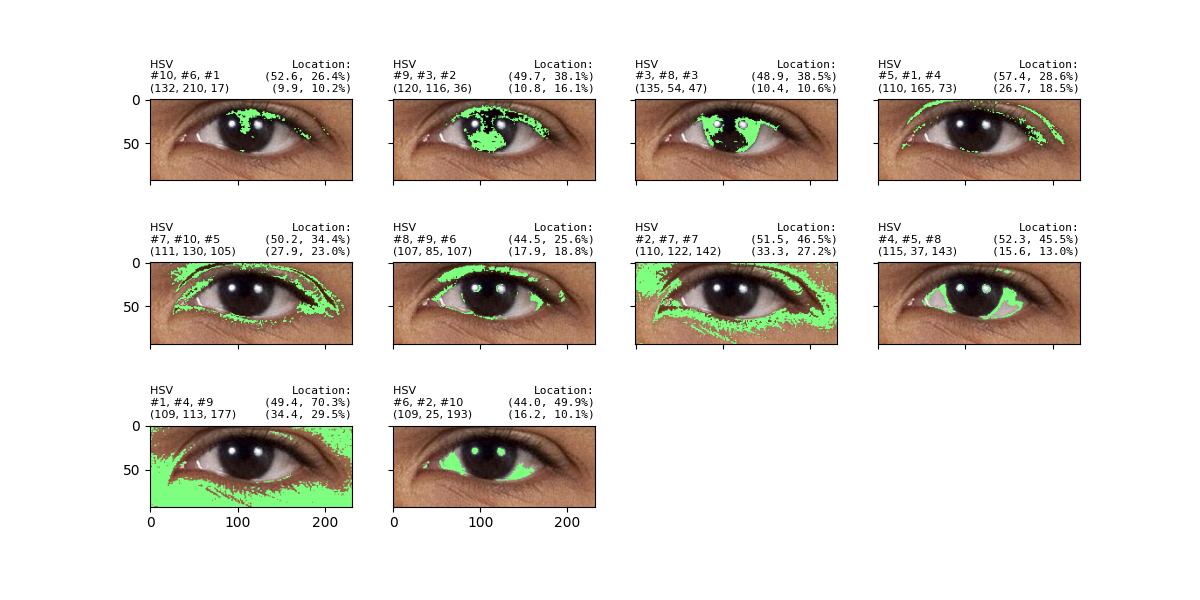 HSV Location:
#10, #6, #1 (52.6, 26.4%)
(132, 210, 17) (9.9, 10.2%)
HSV Location:
#9, #3, #2 (49.7, 38.1%)
(120, 116, 36) (10.8, 16.1%)
HSV Location:
#3, #8, #3 (48.9, 38.5%)
(135, 54, 47) (10.4, 10.6%)
HSV Location:
#5, #1, #4 (57.4, 28.6%)
(110, 165, 73) (26.7, 18.5%)
0
50
HSV Location:
#7, #10, #5 (50.2, 34.4%)
(111, 130, 105) (27.9, 23.0%)
HSV Location:
#8, #9, #6 (44.5, 25.6%)
(107, 85, 107) (17.9, 18.8%)
HSV Location:
#2, #7, #7 (51.5, 46.5%)
(110, 122, 142) (33.3, 27.2%)
HSV Location:
#4, #5, #8 (52.3, 45.5%)
(115, 37, 143) (15.6, 13.0%)
0
50
HSV Location:
#1, #4, #9 (49.4, 70.3%)
(109, 113, 177) (34.4, 29.5%)
HSV Location:
#6, #2, #10 (44.0, 49.9%)
(109, 25, 193) (16.2, 10.1%)
0
50
0 100 200
0 100 200